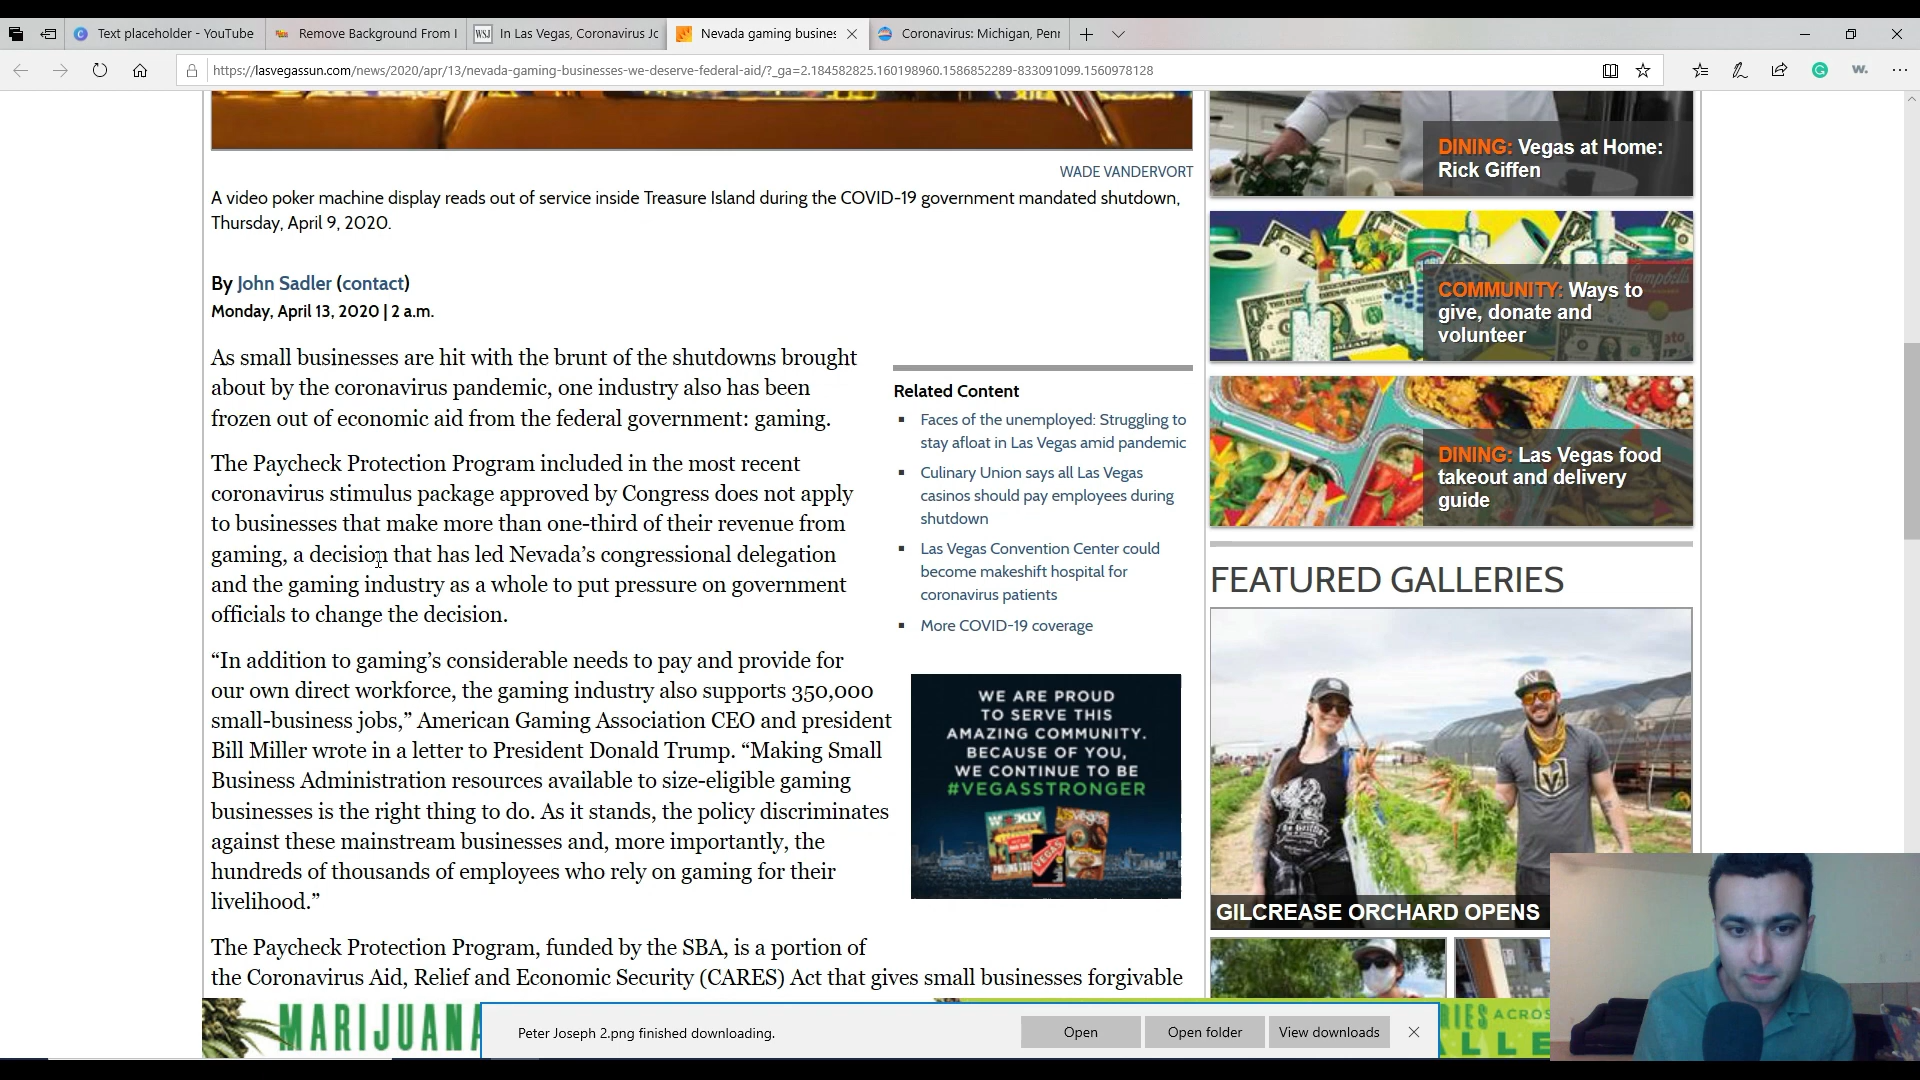 Text placeholder - YouTube
Remove Background From I
WSJ
In Las Vegas, Coronavirus Jo
Nevada gaming busines
Coronavirus: Michigan, Penn
https://lasvegassun.com/news/2020/apr/13/nevada-gaming-businesses-we-deserve-federal-aid/?_ga=2.184582825.160198960.1586852289-833091099.1560978128
WADE VANDERVORT
A video poker machine display reads out of service inside Treasure Island during the COVID-19 government mandated shutdown,
Thursday, April 9, 2020.
By John Sadler (contact)
Monday, April 13, 2020 | 2 a.m.
As small businesses are hit with the brunt of the shutdowns brought
about by the coronavirus pandemic, one industry also has been
frozen out of economic aid from the federal government: gaming.
The Paycheck Protection Program included in the most recent
coronavirus stimulus package approved by Congress does not apply
to businesses that make more than one-third of their revenue from
gaming, a decision that has led Nevada’s congressional delegation
and the gaming industry as a whole to put pressure on government
officials to change the decision.
“In addition to gaming’s considerable needs to pay and provide for
our own direct workforce, the gaming industry also supports 350,000
small-business jobs,” American Gaming Association CEO and president
Bill Miller wrote in a letter to President Donald Trump. “Making Small
Business Administration resources available to size-eligible gaming
businesses is the right thing to do. As it stands, the policy discriminates
against these mainstream businesses and, more importantly, the
hundreds of thousands of employees who rely on gaming for their
livelihood.”
The Paycheck Protection Program, funded by the SBA, is a portion of
the Coronavirus Aid, Relief and Economic Security (CARES) Act that gives small businesses forgivable
Related Content
Faces of the unemployed: Struggling to
stay afloat in Las Vegas amid pandemic
Culinary Union says all Las Vegas
casinos should pay employees during
shutdown
Las Vegas Convention Center could
become makeshift hospital for
coronavirus patients
More COVID-19 coverage
WE ARE PROUD
TO SERVE THIS
AMAZING COMMUNITY.
BECAUSE OF YOU,
WE CONTINUE TO BE
#VEGASSTRONGER
WEEKLY
VEGAS
DINING: Vegas at Home:
Rick Giffen
Campbell's
COMMUNITY: Ways to
give, donate and
volunteer
DINING: Las Vegas food
takeout and delivery
guide
FEATURED GALLERIES
GILCREASE ORCHARD OPENS
MARIJUANA
Peter Joseph 2.png finished downloading.
Open
Open folder
View downloads
RIES ACROS
LLE